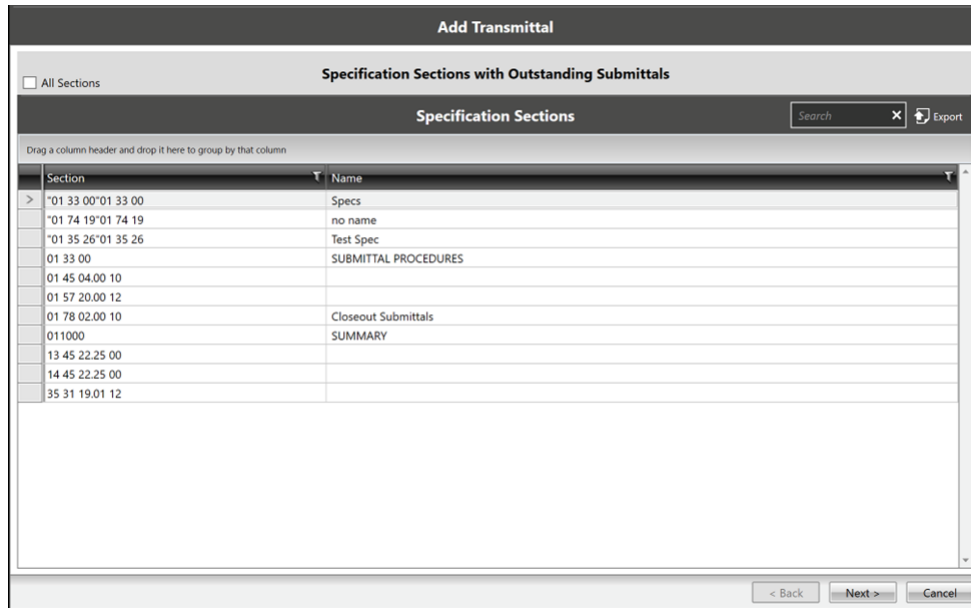 Add Transmittal
All Sections
Specification Sections with Outstanding Submittals
Specification Sections
Search
Export
Drag a column header and drop it here to group by that column
Section Name
"01 33 00"01 33 00 Specs
"01 74 19"01 74 19 no name
"01 35 26"01 35 26 Test Spec
01 33 00 SUBMITTAL PROCEDURES
01 45 04.00 10
01 57 20.00 12
01 78 02.00 10 Closeout Submittals
011000 SUMMARY
13 45 22.25 00
14 45 22.25 00
35 31 19.01 12
< Back Next > Cancel